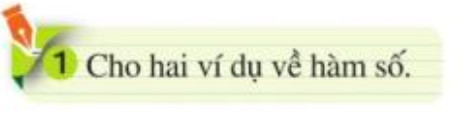 1 Cho hai ví dụ về hàm số.